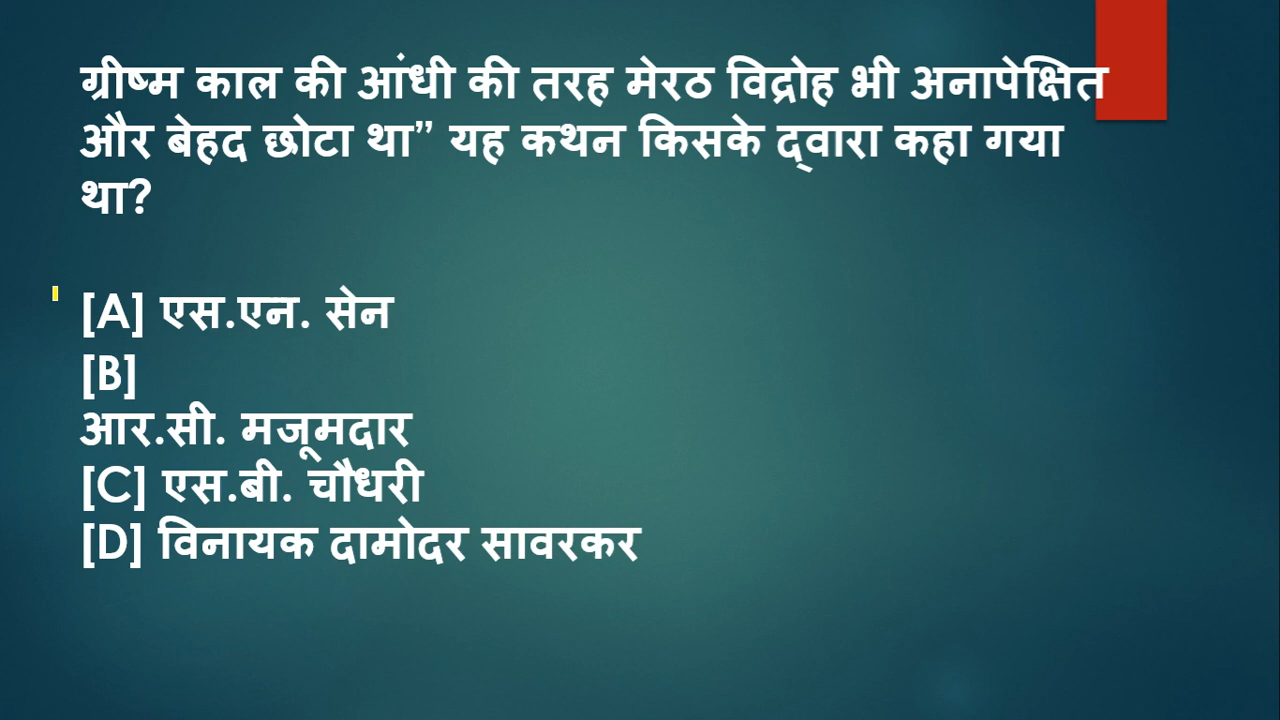 ग्रीष्म काल की आंधी की तरह मेरठ विद्रोह भी अनापेक्षित
और बेहद छोटा था” यह कथन किसके द्वारा कहा गया
था?
[A] एस.एन. सेन
[B]
आर.सी. मजूमदार
[C] एस.बी. चौधरी
[D] विनायक दामोदर सावरकर